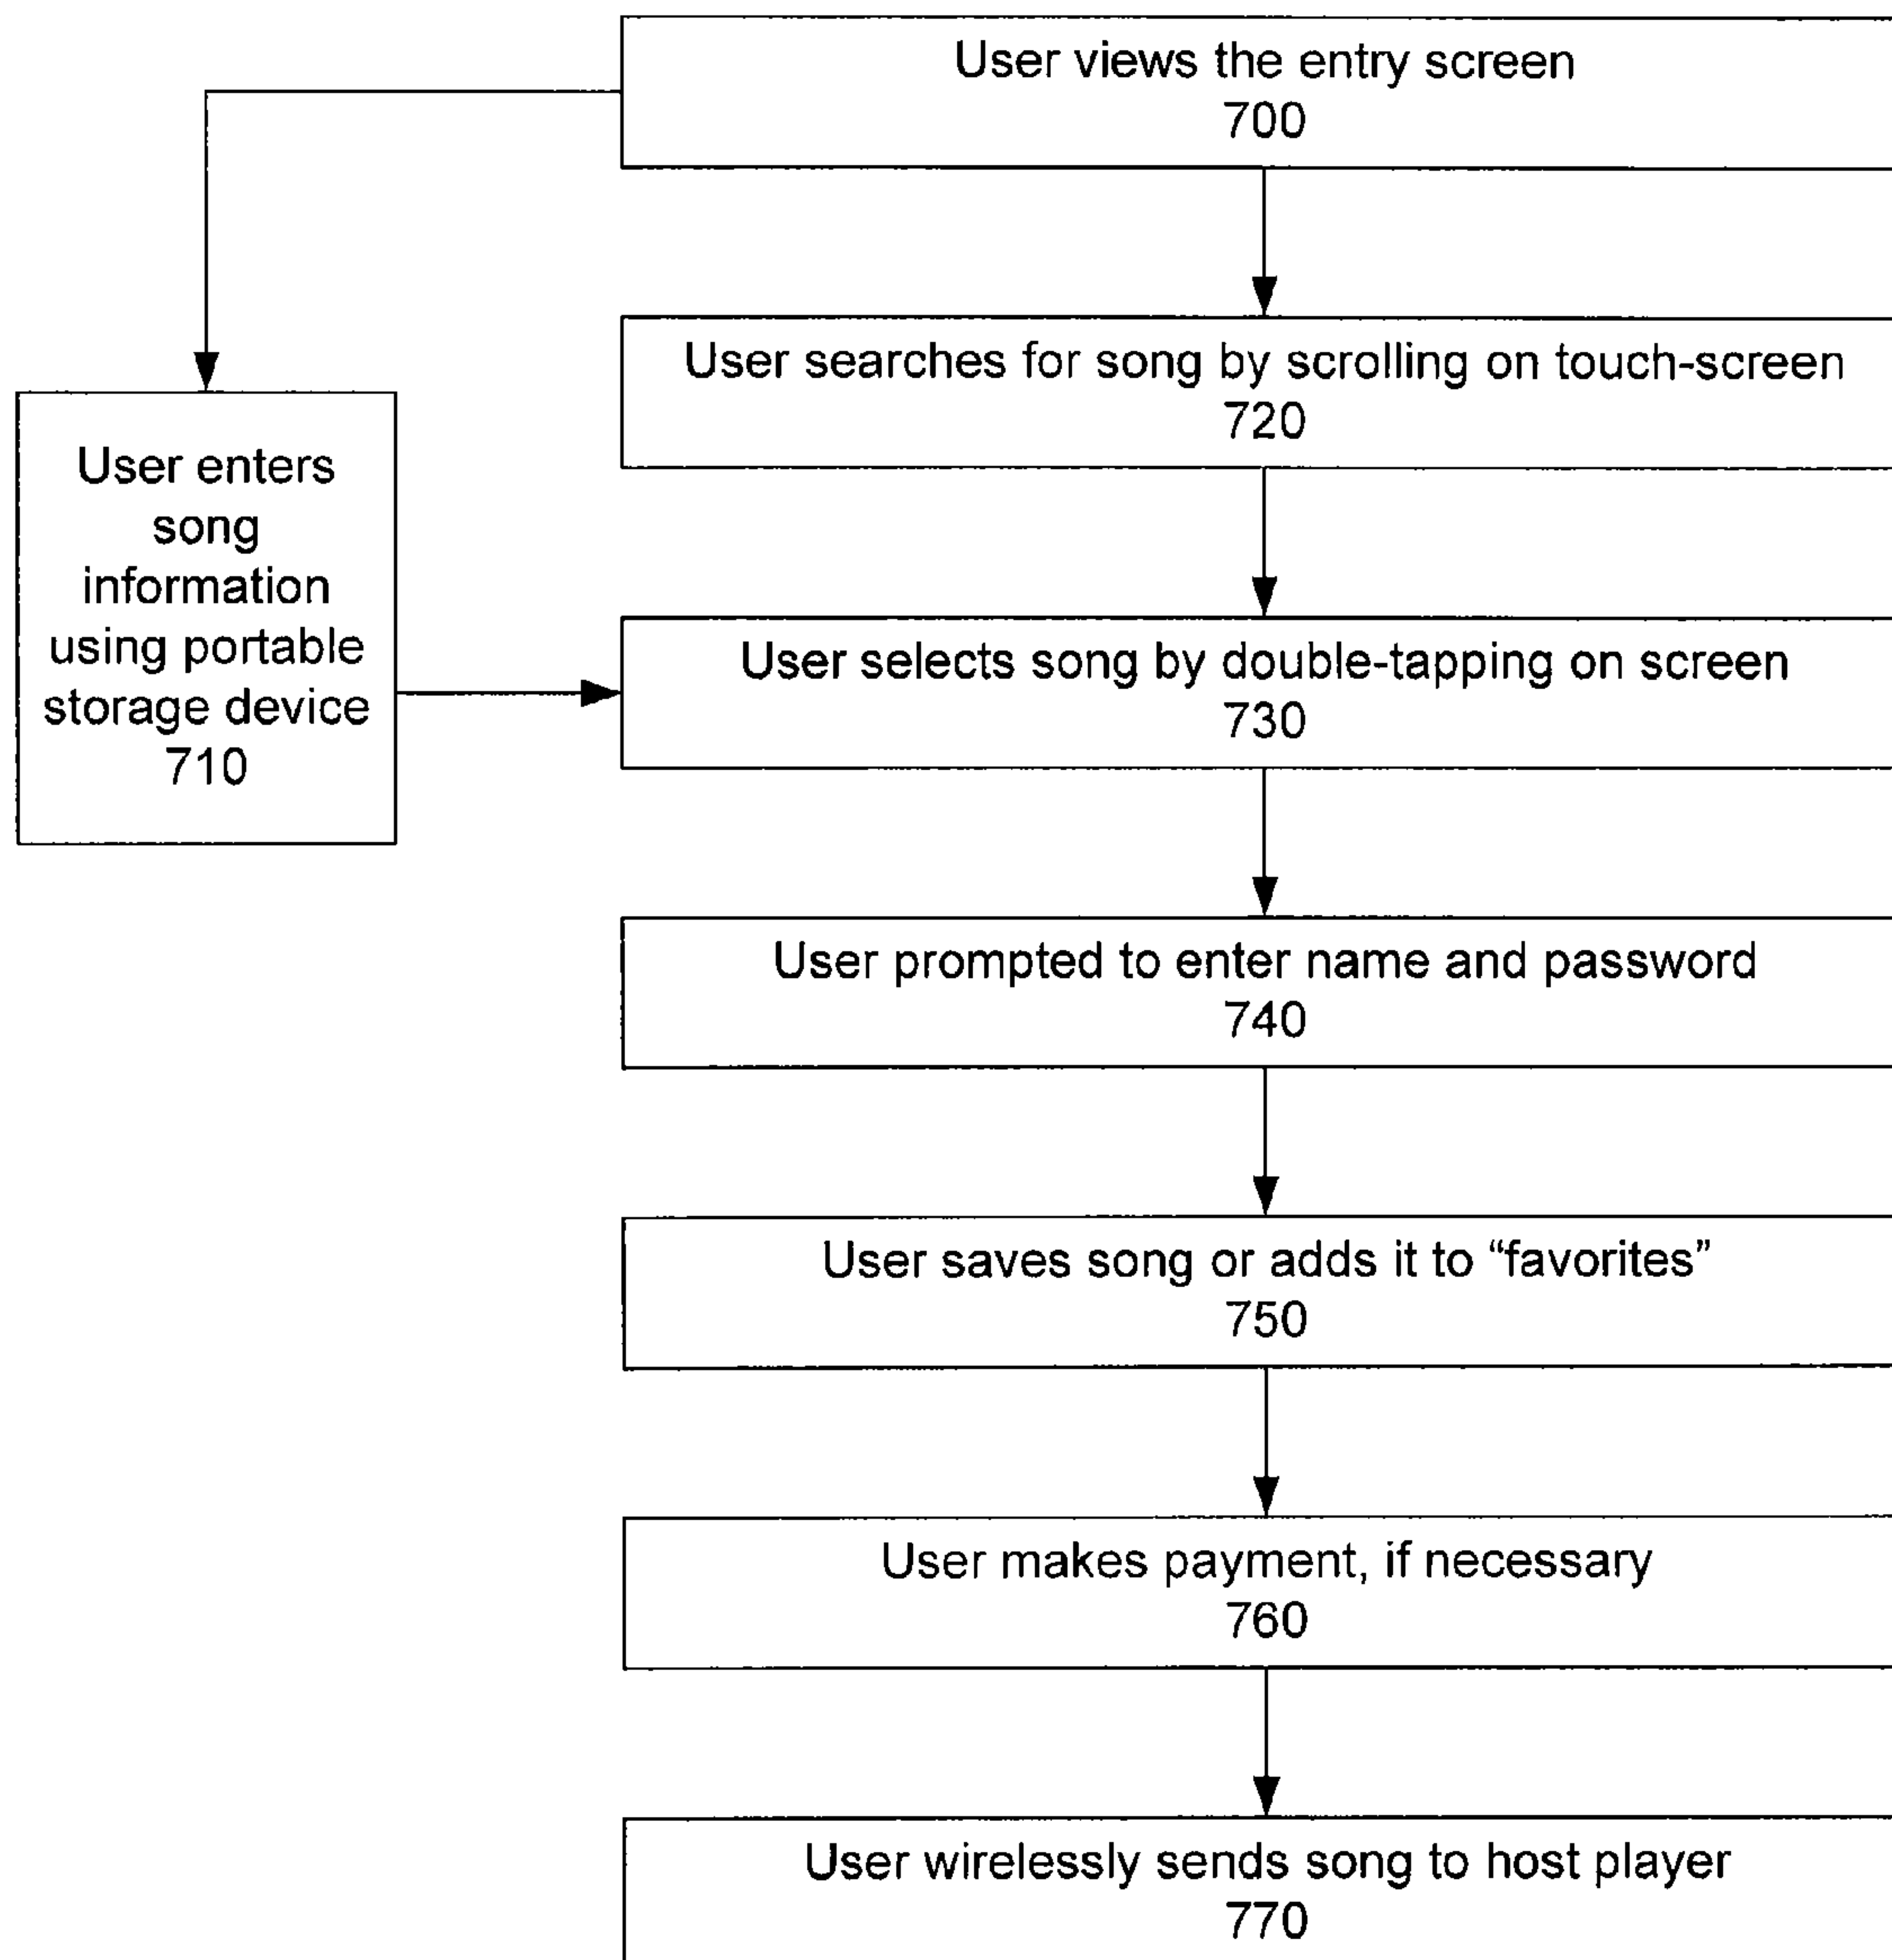 User views the entry screen
700
User enters
song
information
using portable
storage device
710
User searches for song by scrolling on touch-screen
720
User selects song by double-tapping on screen
730
User prompted to enter name and password
740
User saves song or adds it to “favorites”
750
User makes payment, if necessary
760
User wirelessly sends song to host player
770